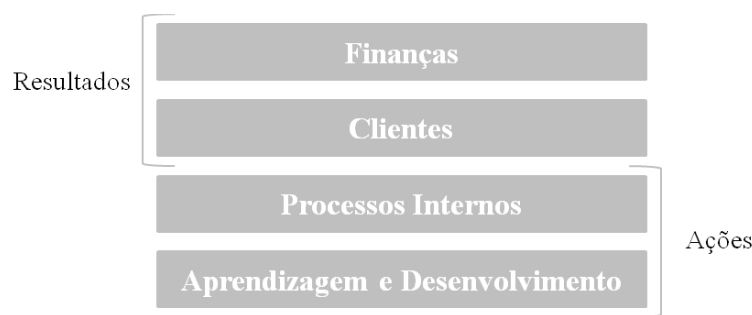 Finanças
Resultados
Clientes
Processos Internos
Ações
Aprendizagem e Desenvolvimento